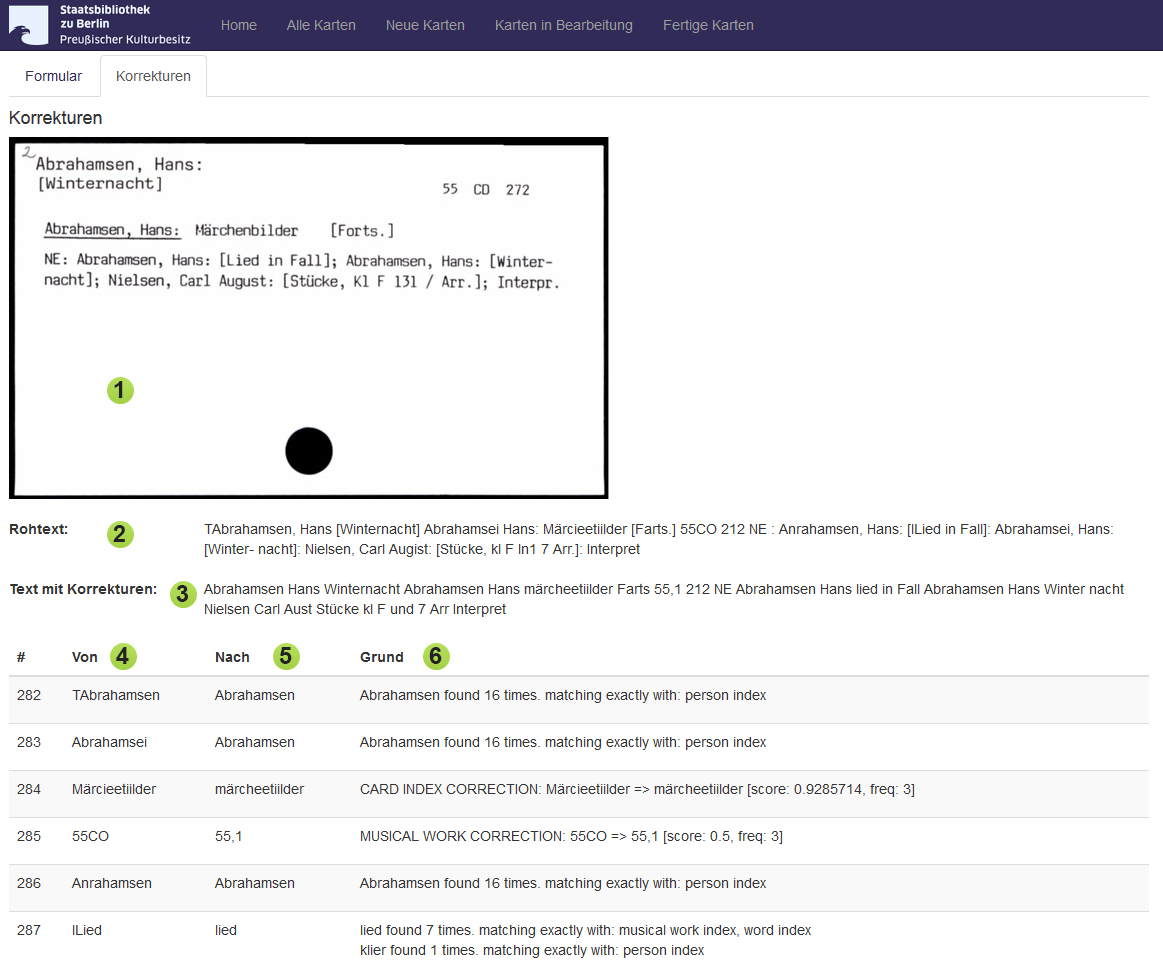 Staatsbibliothek
zu Berlin
Preußischer Kulturbesitz
Home Alle Karten Neue Karten Karten in Bearbeitung Fertige Karten
Formular Korrekturen
Korrekturen
2
Abrahamsen, Hans:
[Winternacht]
55 CD 272
Abrahamsen, Hans: Märchenbilder [Forts.]
NE: Abrahamsen, Hans: [Lied in Fall]; Abrahamsen, Hans: [Winter-
nacht]; Nielsen, Carl August: [Stücke, Kl F 131 / Arr.]; Interpr.
1
Rohtext: 2 TAbrahamsen, Hans [Winternacht] Abrahamsei Hans: Märcieetiilder [Farts.] 55CO 212 NE : Anrahamsen, Hans: [lLied in Fall]: Abrahamsei, Hans:
[Winter- nacht]: Nielsen, Carl Augist: [Stücke, kl F ln1 7 Arr.]: Interpret
Text mit Korrekturen: 3 Abrahamsen Hans Winternacht Abrahamsen Hans märcheetiilder Farts 55,1 212 NE Abrahamsen Hans lied in Fall Abrahamsen Hans Winter nacht
Nielsen Carl Aust Stücke kl F und 7 Arr Interpret
# Von 4 Nach 5 Grund 6
282 TAbrahamsen Abrahamsen Abrahamsen found 16 times. matching exactly with: person index
283 Abrahamsei Abrahamsen Abrahamsen found 16 times. matching exactly with: person index
284 Märcieetiilder märcheetiilder CARD INDEX CORRECTION: Märcieetiilder => märcheetiilder [score: 0.9285714, freq: 3]
285 55CO 55,1 MUSICAL WORK CORRECTION: 55CO => 55,1 [score: 0.5, freq: 3]
286 Anrahamsen Abrahamsen Abrahamsen found 16 times. matching exactly with: person index
287 lLied lied lied found 7 times. matching exactly with: musical work index, word index
klier found 1 times. matching exactly with: person index